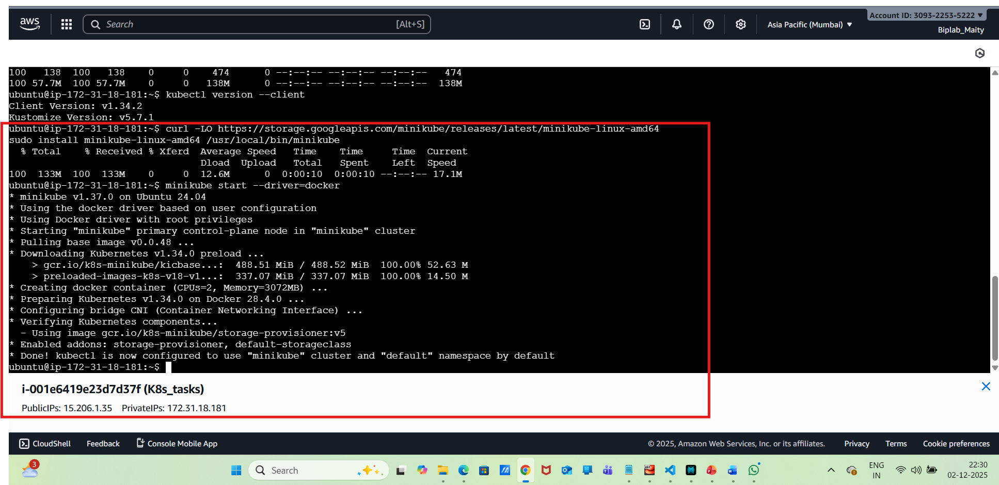 aws
Search [Alt+S]
Asia Pacific (Mumbai) ▼
Account ID: 3093-2253-5222 ▼
Biplab_Maity
100   138  100   138    0     0    474      0 --:--:-- --:--:-- --:--:--   474
100 57.7M  100 57.7M    0     0   138M      0 --:--:-- --:--:-- --:--:--  138M
ubuntu@ip-172-31-18-181:~$ kubectl version --client
Client Version: v1.34.2
Kustomize Version: v5.7.1
ubuntu@ip-172-31-18-181:~$ curl -LO https://storage.googleapis.com/minikube/releases/latest/minikube-linux-amd64
sudo install minikube-linux-amd64 /usr/local/bin/minikube
  % Total    % Received % Xferd  Average Speed   Time    Time     Time  Current
                                 Dload  Upload   Total   Spent    Left  Speed
100  133M  100  133M    0     0  12.6M      0  0:00:10  0:00:10 --:--:-- 17.1M
ubuntu@ip-172-31-18-181:~$ minikube start --driver=docker
* minikube v1.37.0 on Ubuntu 24.04
* Using the docker driver based on user configuration
* Using Docker driver with root privileges
* Starting "minikube" primary control-plane node in "minikube" cluster
* Pulling base image v0.0.48 ...
* Downloading Kubernetes v1.34.0 preload ...
    > gcr.io/k8s-minikube/kicbase...:  488.51 MiB / 488.52 MiB  100.00% 52.63 M
    > preloaded-images-k8s-v18-v1...:  337.07 MiB / 337.07 MiB  100.00% 14.50 M
* Creating docker container (CPUs=2, Memory=3072MB) ...
* Preparing Kubernetes v1.34.0 on Docker 28.4.0 ...
* Configuring bridge CNI (Container Networking Interface) ...
* Verifying Kubernetes components...
  - Using image gcr.io/k8s-minikube/storage-provisioner:v5
* Enabled addons: storage-provisioner, default-storageclass
* Done! kubectl is now configured to use "minikube" cluster and "default" namespace by default
ubuntu@ip-172-31-18-181:~$
i-001e6419e23d7d37f (K8s_tasks)
PublicIPs: 15.206.1.35 PrivateIPs: 172.31.18.181
CloudShell Feedback Console Mobile App © 2025, Amazon Web Services, Inc. or its affiliates. Privacy Terms Cookie preferences
3
Search
ENG
IN
22:30
02-12-2025